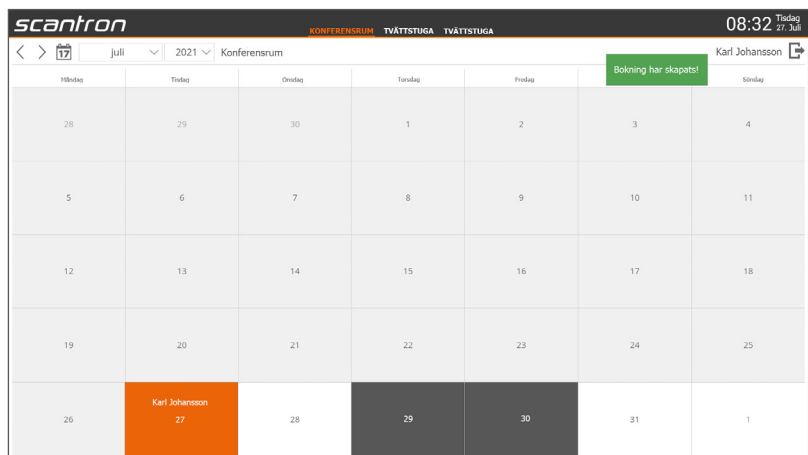 scantron
KONFERENSRUM TVÄTTSTUGA TVÄTTSTUGA
08:32 Tisdag 27. Juli
17 juli 2021 Konferensrum
Karl Johansson
Bokning har skapats!
Måndag Tisdag Onsdag Torsdag Fredag Söndag
28 29 30 1 2 3 4
5 6 7 8 9 10 11
12 13 14 15 16 17 18
19 20 21 22 23 24 25
Karl Johansson
26 27 28 29 30 31 1